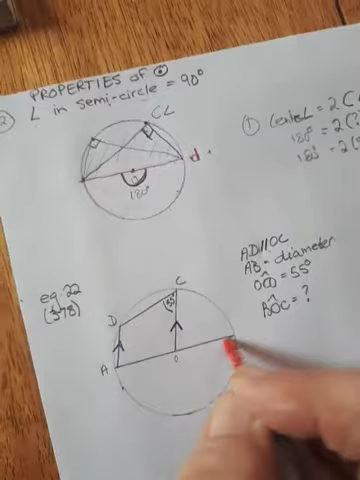 PROPERTIES OF ⊙
② ∠ in semi-circle = 90°
C∠
d
180°
① Centre∠ = 2 C
180° = 2(?)
180° = 2(
AD//OC
AB = diameter
OĈD = 55°
BÔC = ?
eg. 22
(378)
C
55°
D
A
O